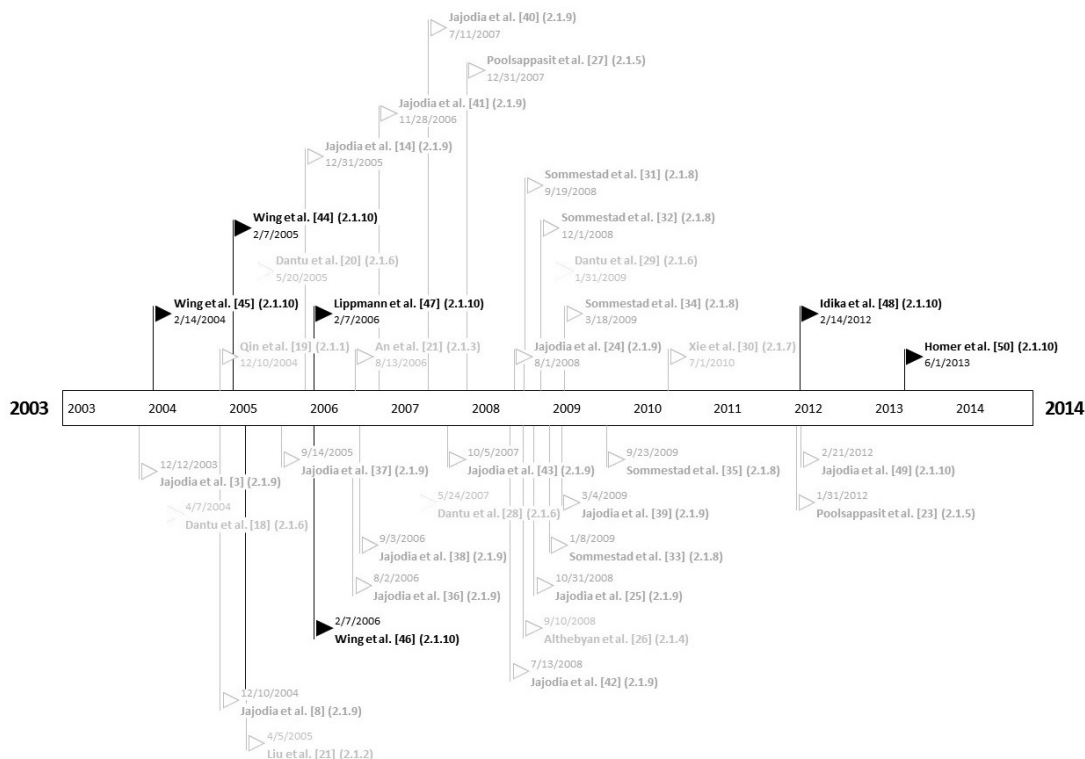 Jajodia et al. [40] (2.1.9)
7/11/2007
Poolsappasit et al. [27] (2.1.5)
12/31/2007
Jajodia et al. [41] (2.1.9)
11/28/2006
Jajodia et al. [14] (2.1.9)
12/31/2005
Sommestad et al. [31] (2.1.8)
9/19/2008
Wing et al. [44] (2.1.10)
2/7/2005
Sommestad et al. [32] (2.1.8)
12/1/2008
Dantu et al. [20] (2.1.6)
5/20/2005
Dantu et al. [29] (2.1.6)
1/31/2009
Wing et al. [45] (2.1.10)
2/14/2004
Lippmann et al. [47] (2.1.10)
2/7/2006
Sommestad et al. [34] (2.1.8)
3/18/2009
Idika et al. [48] (2.1.10)
2/14/2012
Qin et al. [19] (2.1.1)
12/10/2004
An et al. [21] (2.1.3)
8/13/2006
Jajodia et al. [24] (2.1.9)
8/1/2008
Xie et al. [30] (2.1.7)
7/1/2010
Homer et al. [50] (2.1.10)
6/1/2013
2003 2003 2004 2005 2006 2007 2008 2009 2010 2011 2012 2013 2014 2014
12/12/2003
Jajodia et al. [3] (2.1.9)
9/14/2005
Jajodia et al. [37] (2.1.9)
10/5/2007
Jajodia et al. [43] (2.1.9)
9/23/2009
Sommestad et al. [35] (2.1.8)
2/21/2012
Jajodia et al. [49] (2.1.10)
4/7/2004
Dantu et al. [18] (2.1.6)
5/24/2007
Dantu et al. [28] (2.1.6)
3/4/2009
Jajodia et al. [39] (2.1.9)
1/31/2012
Poolsappasit et al. [23] (2.1.5)
9/3/2006
Jajodia et al. [38] (2.1.9)
1/8/2009
Sommestad et al. [33] (2.1.8)
8/2/2006
Jajodia et al. [36] (2.1.9)
10/31/2008
Jajodia et al. [25] (2.1.9)
2/7/2006
Wing et al. [46] (2.1.10)
9/10/2008
Althebyan et al. [26] (2.1.4)
7/13/2008
Jajodia et al. [42] (2.1.9)
12/10/2004
Jajodia et al. [8] (2.1.9)
4/5/2005
Liu et al. [21] (2.1.2)